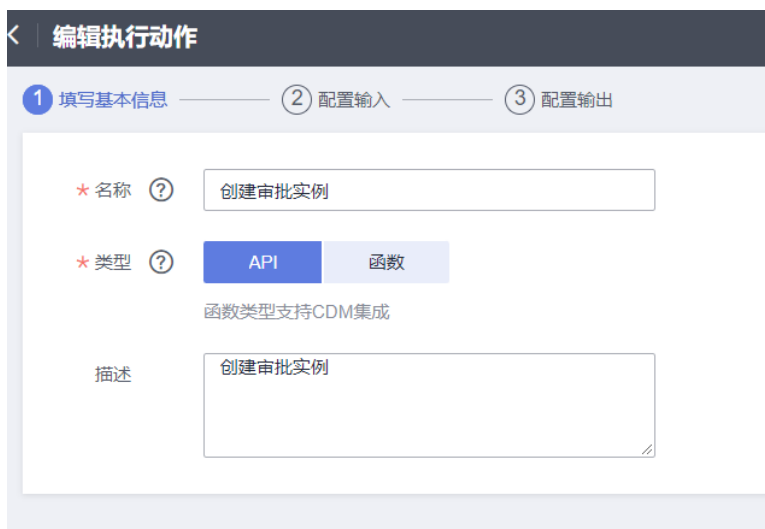 编辑执行动作
1 填写基本信息 2 配置输入 3 配置输出
* 名称 ? 创建审批实例
* 类型 ? API 函数
函数类型支持CDM集成
描述 创建审批实例